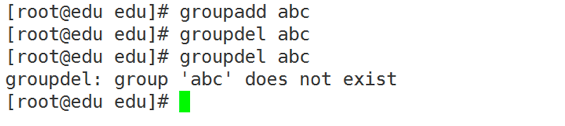 [root@edu edu]# groupadd abc
[root@edu edu]# groupdel abc
[root@edu edu]# groupdel abc
groupdel: group 'abc' does not exist
[root@edu edu]#